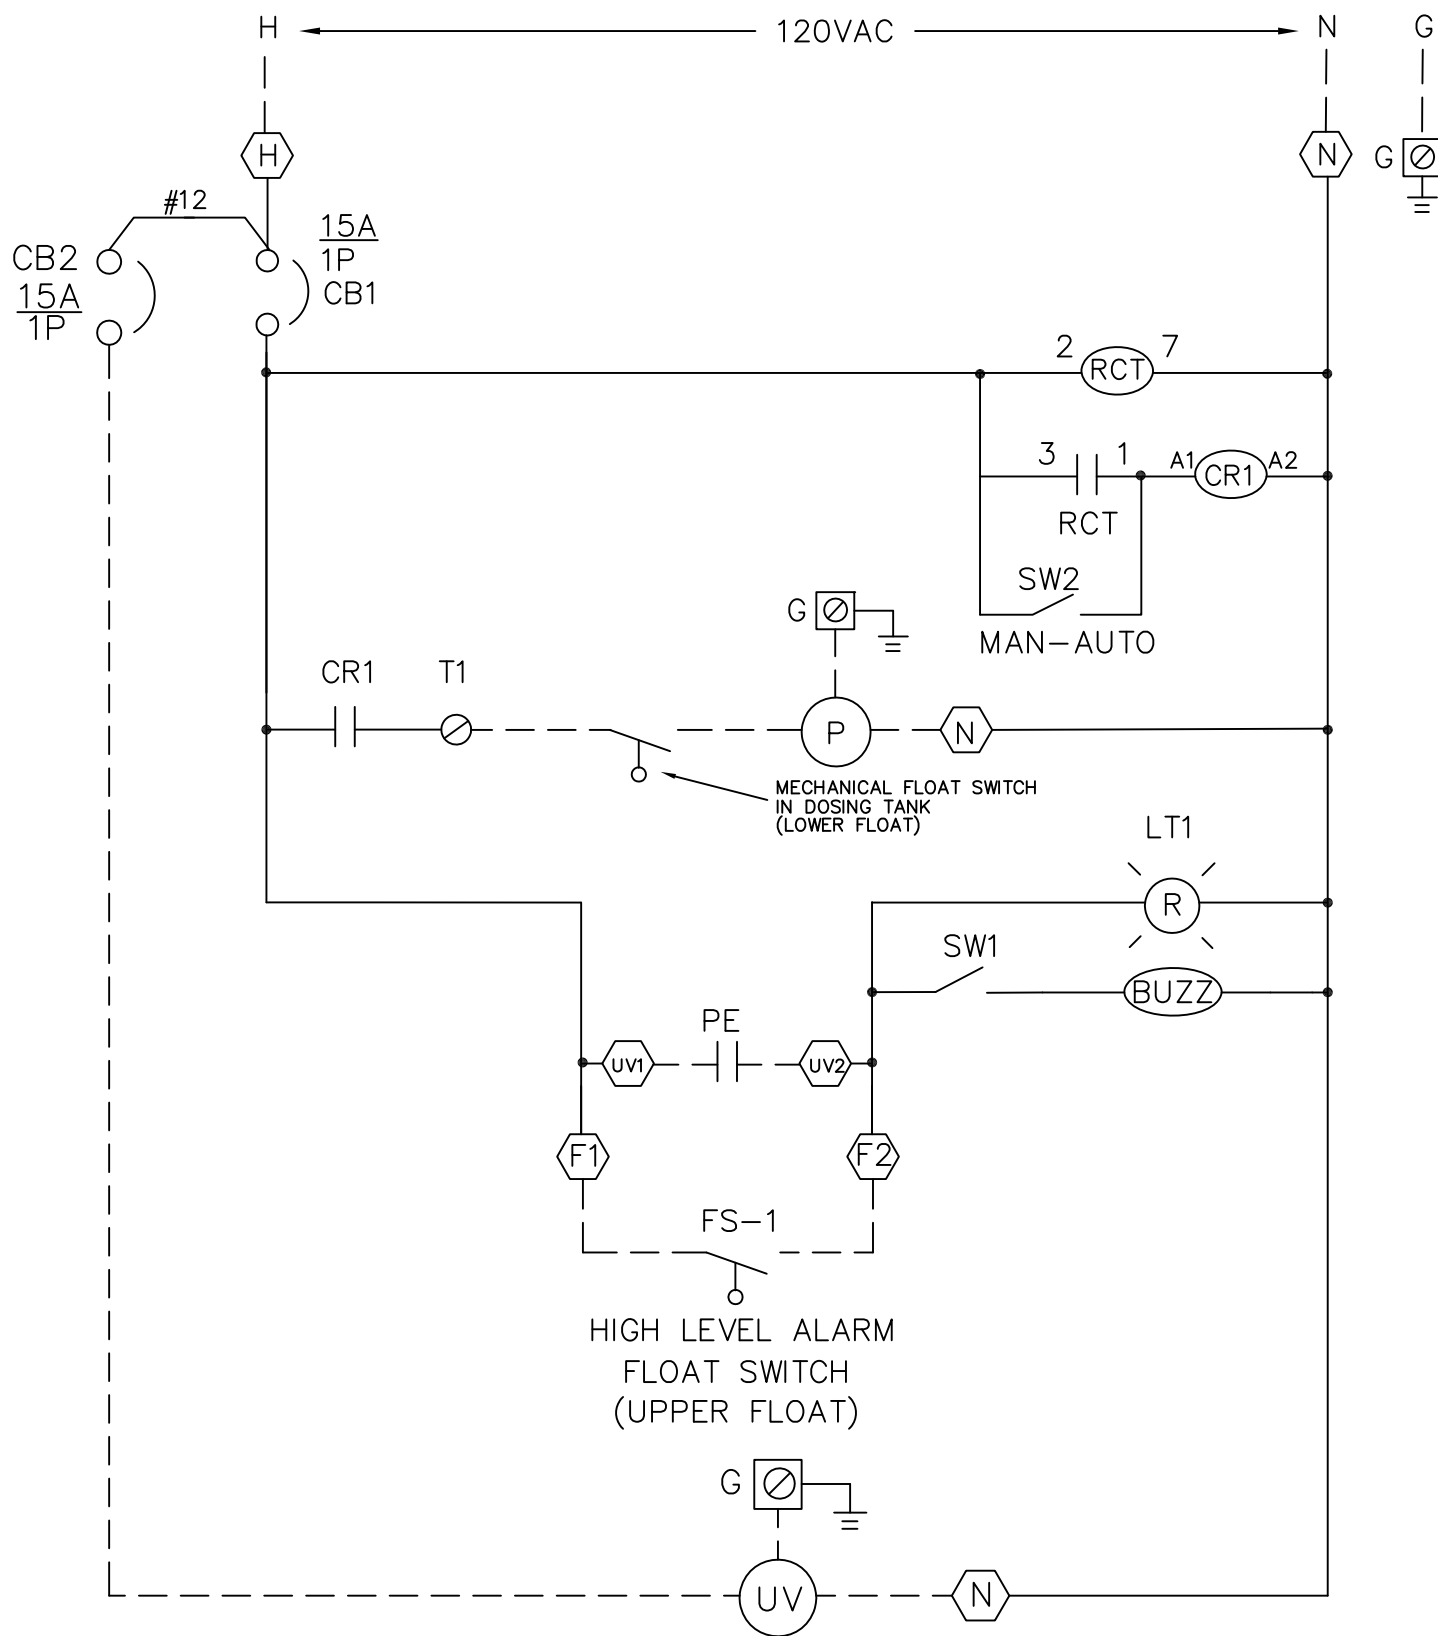 H 120VAC N G
H
N
G
#12
15A
1P
CB1
CB2
15A
1P
2 RCT 7
3 1 A1 CR1 A2
RCT
SW2
MAN-AUTO
G
CR1 T1
P N
MECHANICAL FLOAT SWITCH
IN DOSING TANK
(LOWER FLOAT)
LT1
R
SW1
BUZZ
PE
UV1 UV2
F1 F2
FS-1
HIGH LEVEL ALARM
FLOAT SWITCH
(UPPER FLOAT)
G
UV N